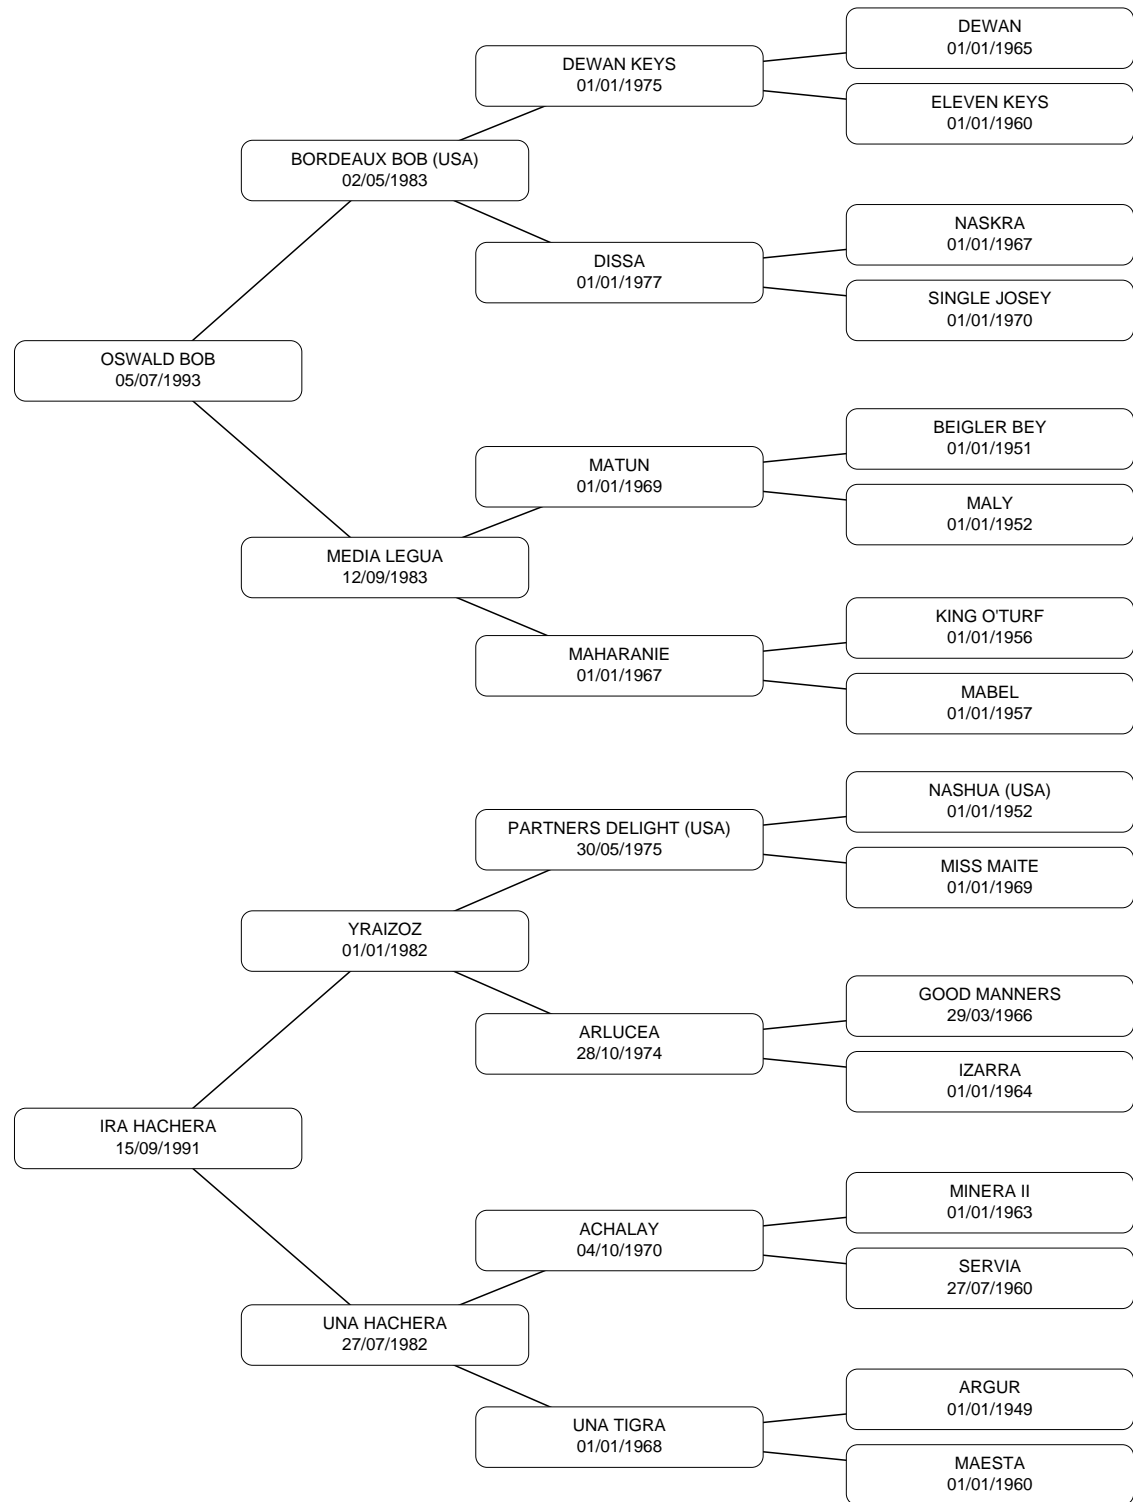 DEWAN
01/01/1965
DEWAN KEYS
01/01/1975
ELEVEN KEYS
01/01/1960
BORDEAUX BOB (USA)
02/05/1983
NASKRA
01/01/1967
DISSA
01/01/1977
SINGLE JOSEY
01/01/1970
OSWALD BOB
05/07/1993
BEIGLER BEY
01/01/1951
MATUN
01/01/1969
MALY
01/01/1952
MEDIA LEGUA
12/09/1983
KING O'TURF
01/01/1956
MAHARANIE
01/01/1967
MABEL
01/01/1957
NASHUA (USA)
01/01/1952
PARTNERS DELIGHT (USA)
30/05/1975
MISS MAITE
01/01/1969
YRAIZOZ
01/01/1982
GOOD MANNERS
29/03/1966
ARLUCEA
28/10/1974
IZARRA
01/01/1964
IRA HACHERA
15/09/1991
MINERA II
01/01/1963
ACHALAY
04/10/1970
SERVIA
27/07/1960
UNA HACHERA
27/07/1982
ARGUR
01/01/1949
UNA TIGRA
01/01/1968
MAESTA
01/01/1960